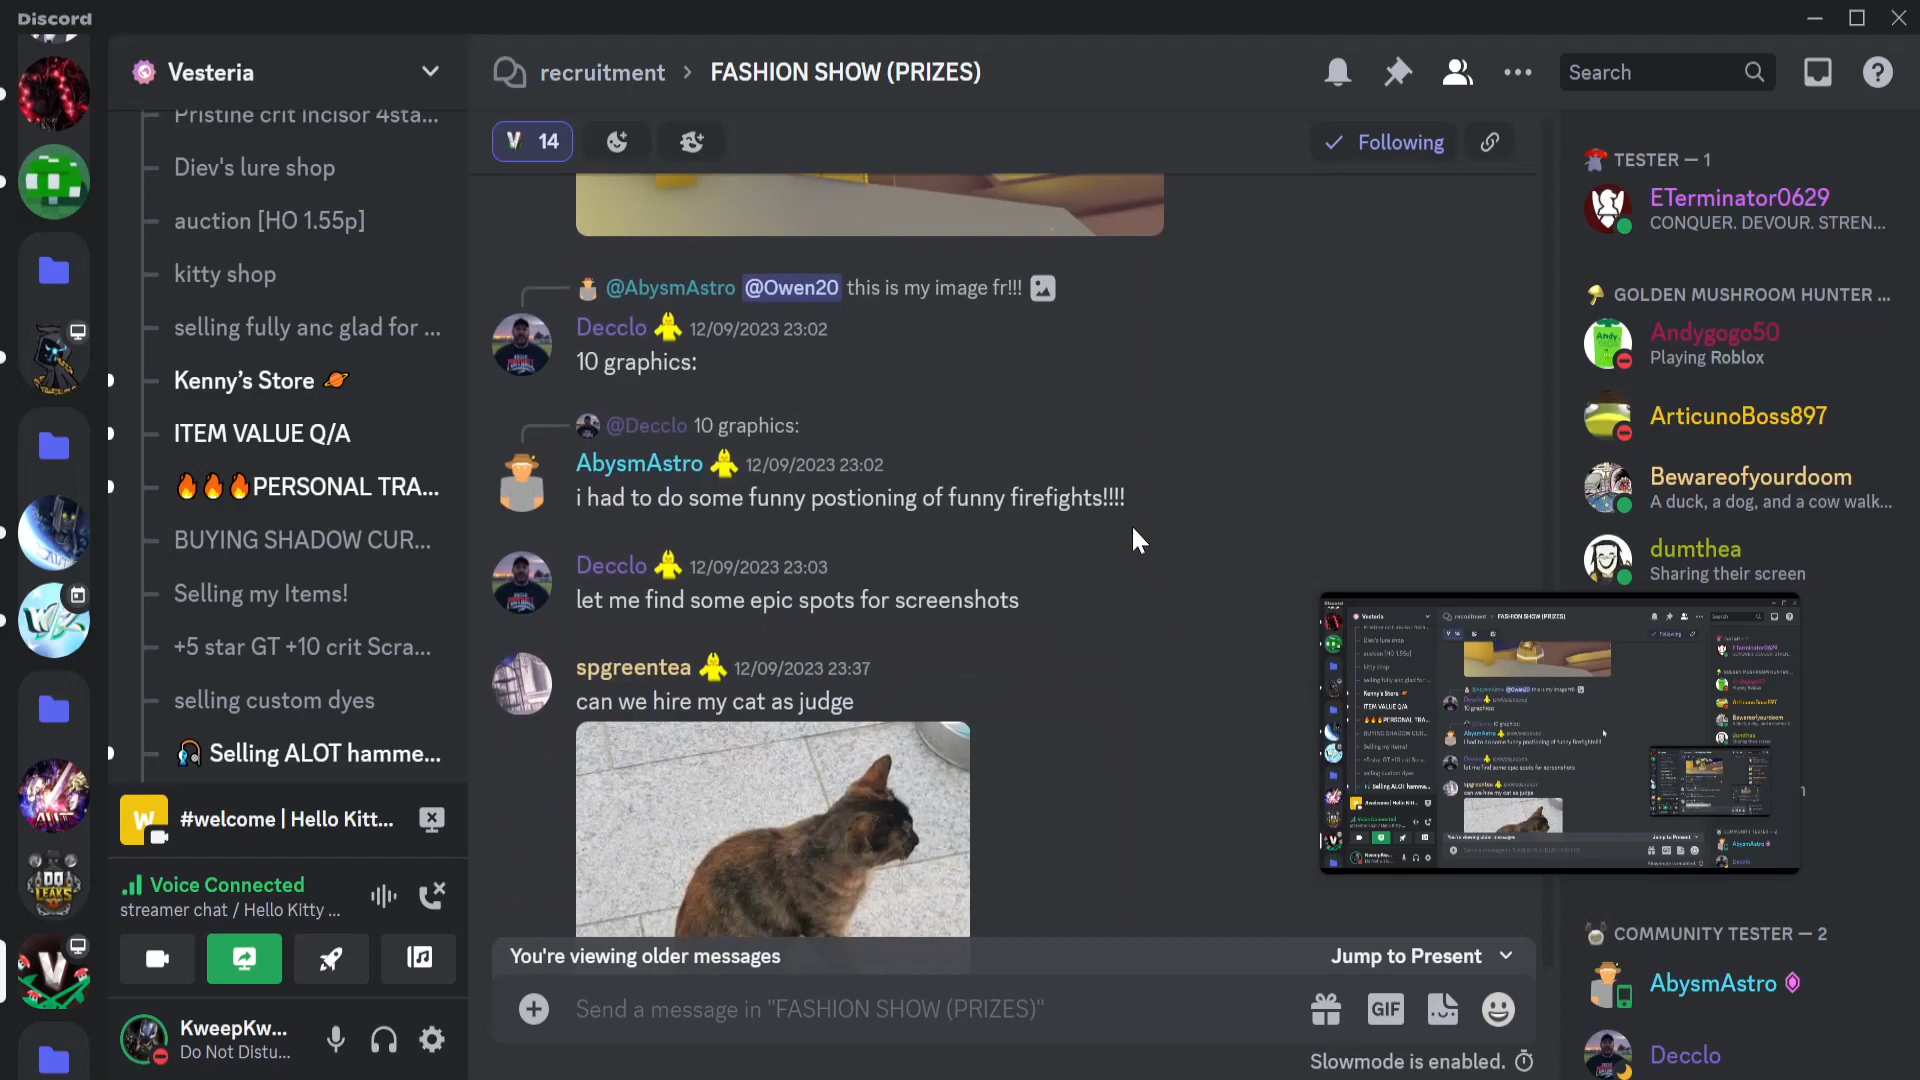 Discord
Vesteria
recruitment > FASHION SHOW (PRIZES)
Search
V 14
Following
Pristine crit Incisor 4sta...
Diev's lure shop
auction [HO 1.55p]
kitty shop
selling fully anc glad for ...
Kenny's Store
ITEM VALUE Q/A
PERSONAL TRA...
BUYING SHADOW CUR...
Selling my Items!
+5 star GT +10 crit Scra...
selling custom dyes
Selling ALOT hamme...
#welcome | Hello Kitt...
Voice Connected
streamer chat / Hello Kitty ...
KweepKw...
Do Not Distu...
@AbysmAstro @Owen20 this is my image fr!!!
Decclo 12/09/2023 23:02
10 graphics:
@Decclo 10 graphics:
AbysmAstro 12/09/2023 23:02
i had to do some funny postioning of funny firefights!!!!
Decclo 12/09/2023 23:03
let me find some epic spots for screenshots
spgreentea 12/09/2023 23:37
can we hire my cat as judge
You're viewing older messages
Jump to Present
Send a message in "FASHION SHOW (PRIZES)"
GIF
Slowmode is enabled.
TESTER — 1
ETerminator0629
CONQUER. DEVOUR. STREN...
GOLDEN MUSHROOM HUNTER ...
Andygogo50
Playing Roblox
ArticunoBoss897
Bewareofyourdoom
A duck, a dog, and a cow walk...
dumthea
Sharing their screen
COMMUNITY TESTER — 2
AbysmAstro
Decclo